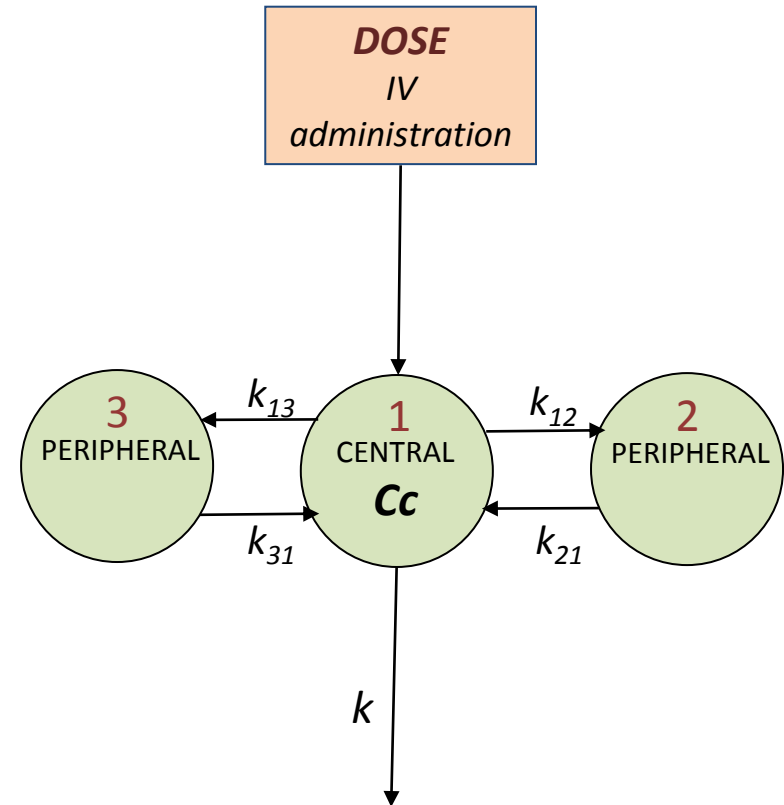 DOSE
IV
administration
3
PERIPHERAL
k13
k31
1
CENTRAL
Cc
k12
k21
2
PERIPHERAL
k